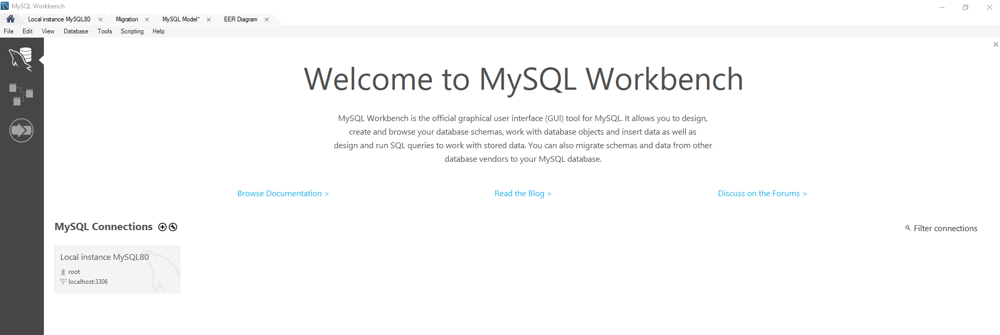 MySQL Workbench
Local instance MySQL80 Migration MySQL Model* EER Diagram
File Edit View Database Tools Scripting Help
Welcome to MySQL Workbench
MySQL Workbench is the official graphical user interface (GUI) tool for MySQL. It allows you to design,
create and browse your database schemas, work with database objects and insert data as well as
design and run SQL queries to work with stored data. You can also migrate schemas and data from other
database vendors to your MySQL database.
Browse Documentation > Read the Blog > Discuss on the Forums >
MySQL Connections Filter connections
Local instance MySQL80
root
localhost:3306